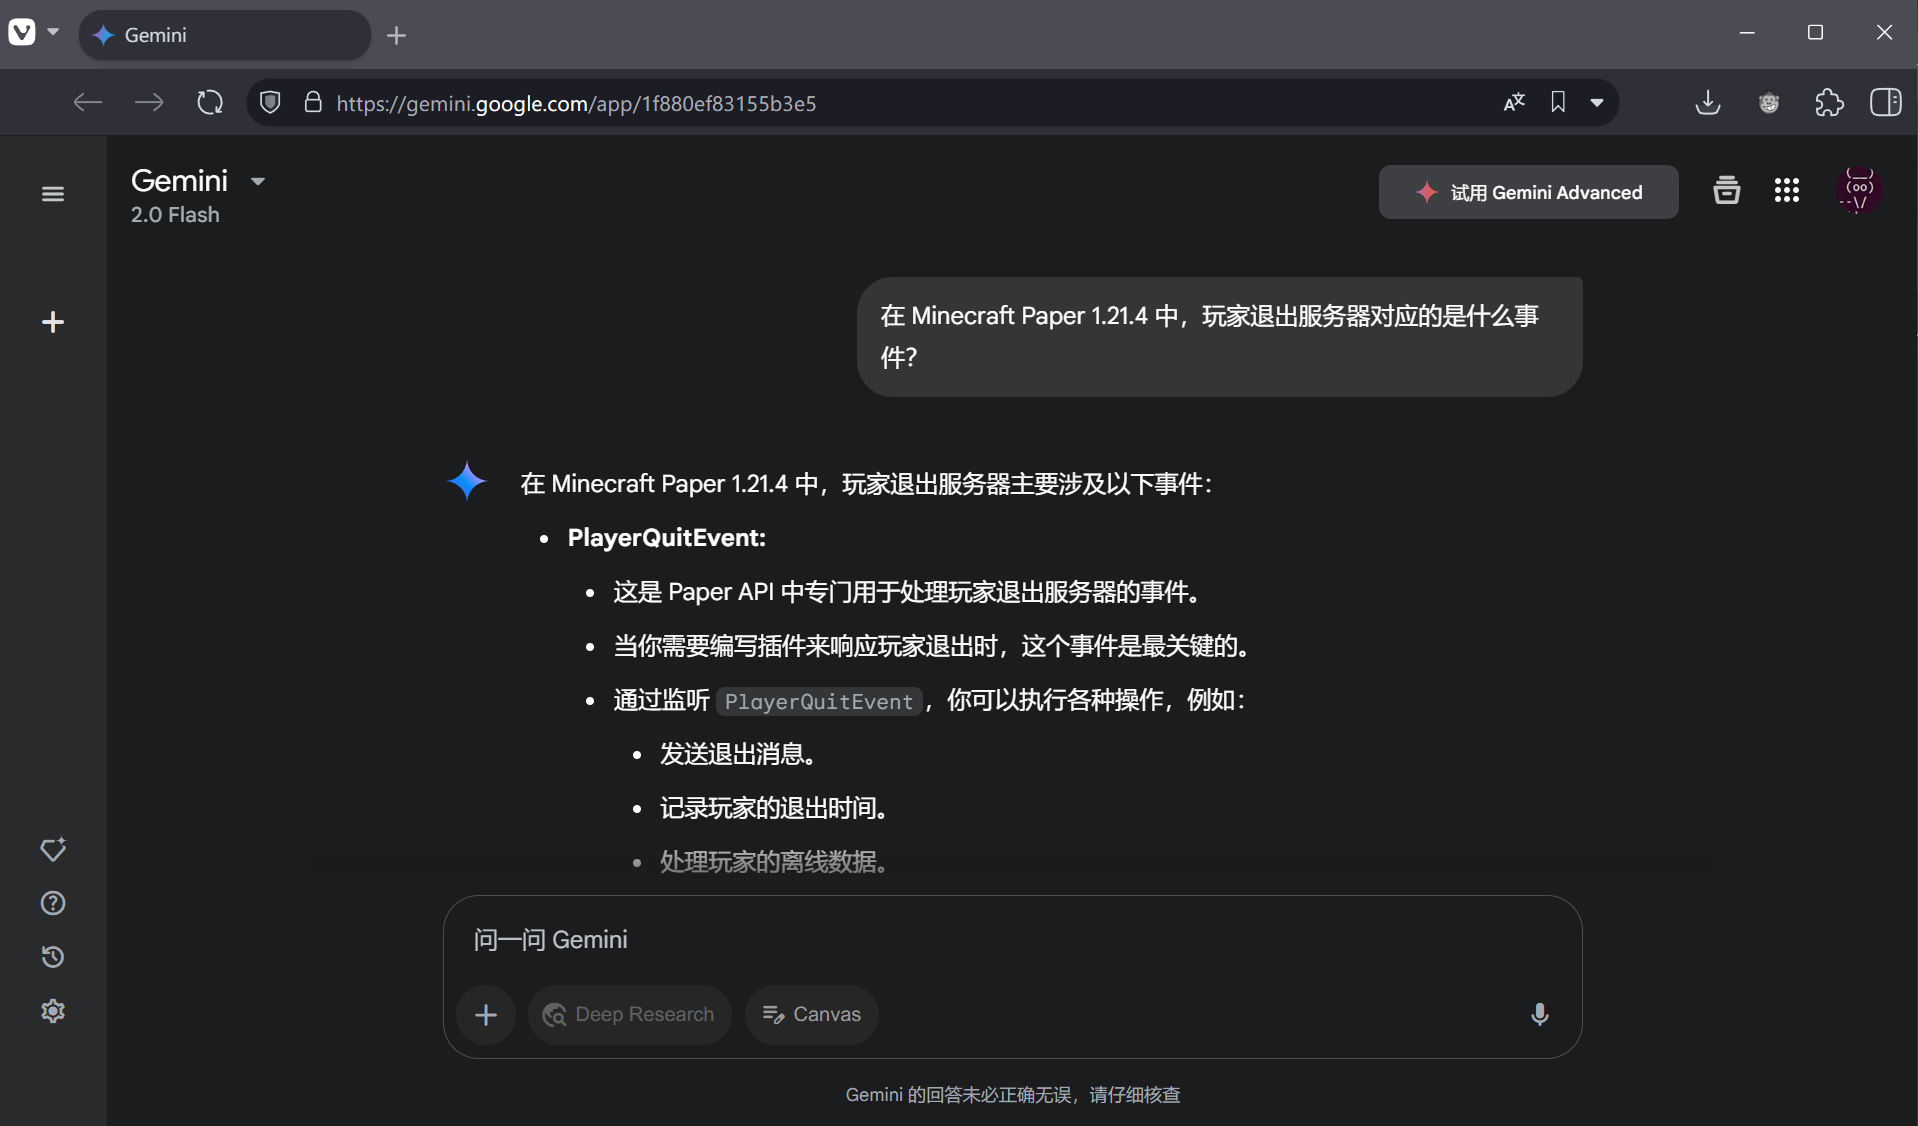 Gemini
https://gemini.google.com/app/1f880ef83155b3e5
Gemini
2.0 Flash
试用 Gemini Advanced
在 Minecraft Paper 1.21.4 中，玩家退出服务器对应的是什么事
件？
在 Minecraft Paper 1.21.4 中，玩家退出服务器主要涉及以下事件：
• PlayerQuitEvent:
• 这是 Paper API 中专门用于处理玩家退出服务器的事件。
• 当你需要编写插件来响应玩家退出时，这个事件是最关键的。
• 通过监听 PlayerQuitEvent，你可以执行各种操作，例如：
• 发送退出消息。
• 记录玩家的退出时间。
• 处理玩家的离线数据。
问一问 Gemini
Deep Research
Canvas
Gemini 的回答未必正确无误，请仔细核查